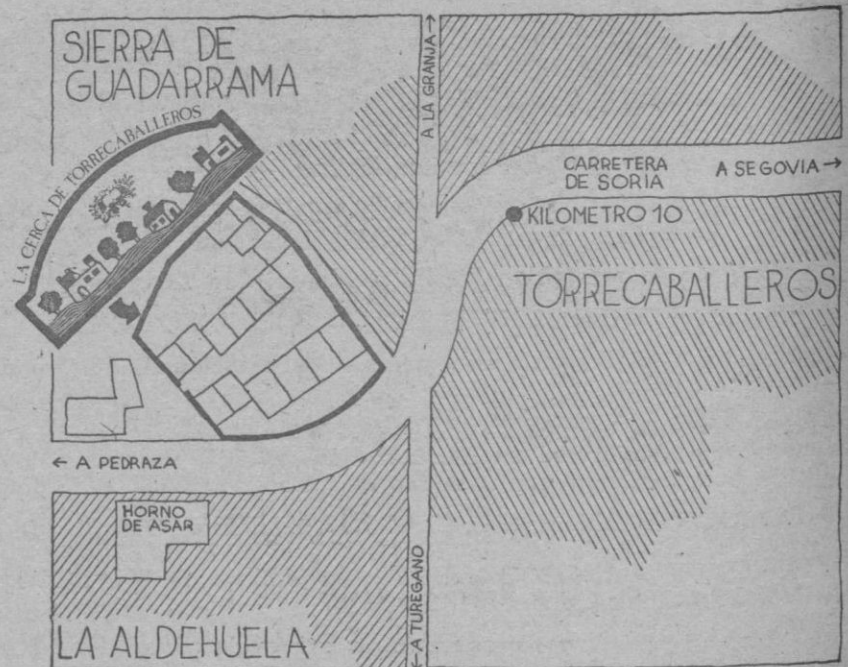 SIERRA DE
GUADARRAMA
LA CERCA DE TORRECABALLEROS
A LA GRANJA →
CARRETERA
DE SORIA
A SEGOVIA →
KILOMETRO 10
TORRECABALLEROS
← A PEDRAZA
HORNO
DE ASAR
← A TUREGANO
LA ALDEHUELA